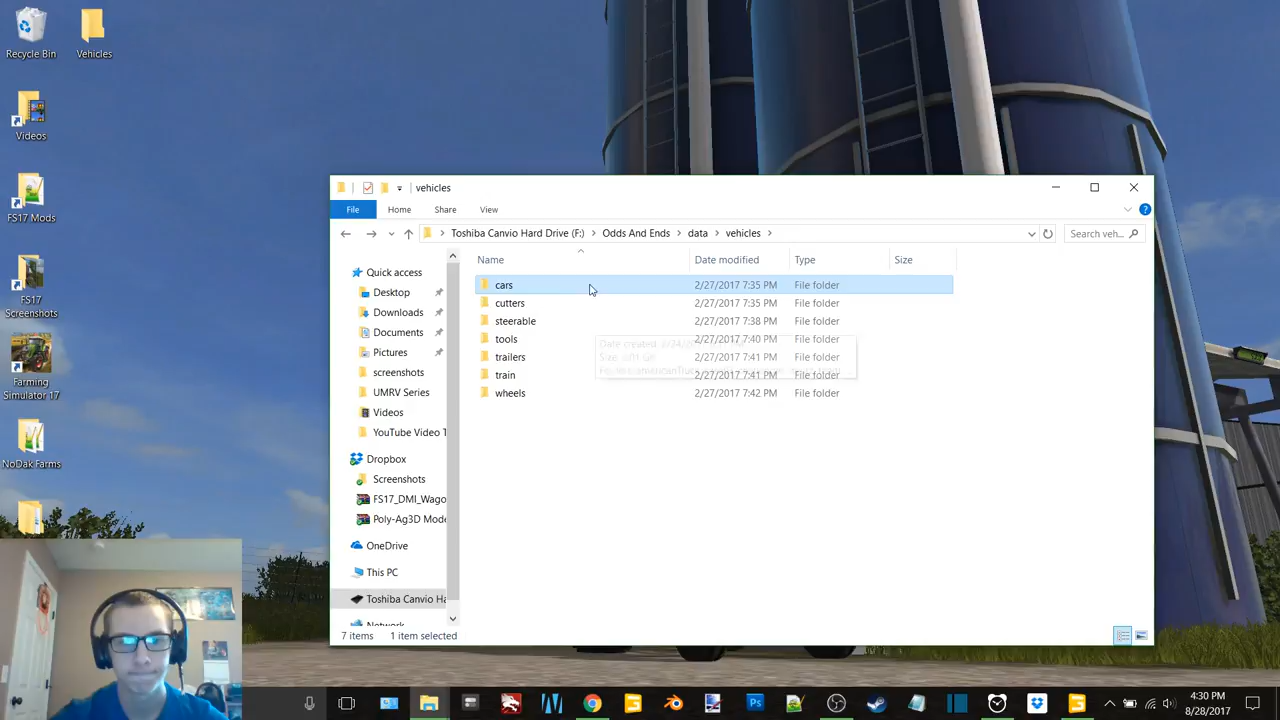 Recycle Bin
Vehicles
Videos
FS17 Mods
FS17
Screenshots
Farming
Simulator 17
NoDak Farms
vehicles
File
Home
Share
View
Toshiba Canvio Hard Drive (F:)
Odds And Ends
data
vehicles
Search veh...
Name
Date modified
Type
Size
cars 2/27/2017 7:35 PM File folder
cutters 2/27/2017 7:35 PM File folder
steerable 2/27/2017 7:38 PM File folder
tools 2/27/2017 7:40 PM File folder
trailers 2/27/2017 7:41 PM File folder
train 2/27/2017 7:41 PM File folder
wheels 2/27/2017 7:42 PM File folder
Quick access
Desktop
Downloads
Documents
Pictures
screenshots
UMRV Series
Videos
YouTube Video T
Dropbox
Screenshots
FS17_DMI_Wago
Poly-Ag3D Mode
OneDrive
This PC
Toshiba Canvio Ha
Network
7 items
1 item selected
4:30 PM
8/28/2017